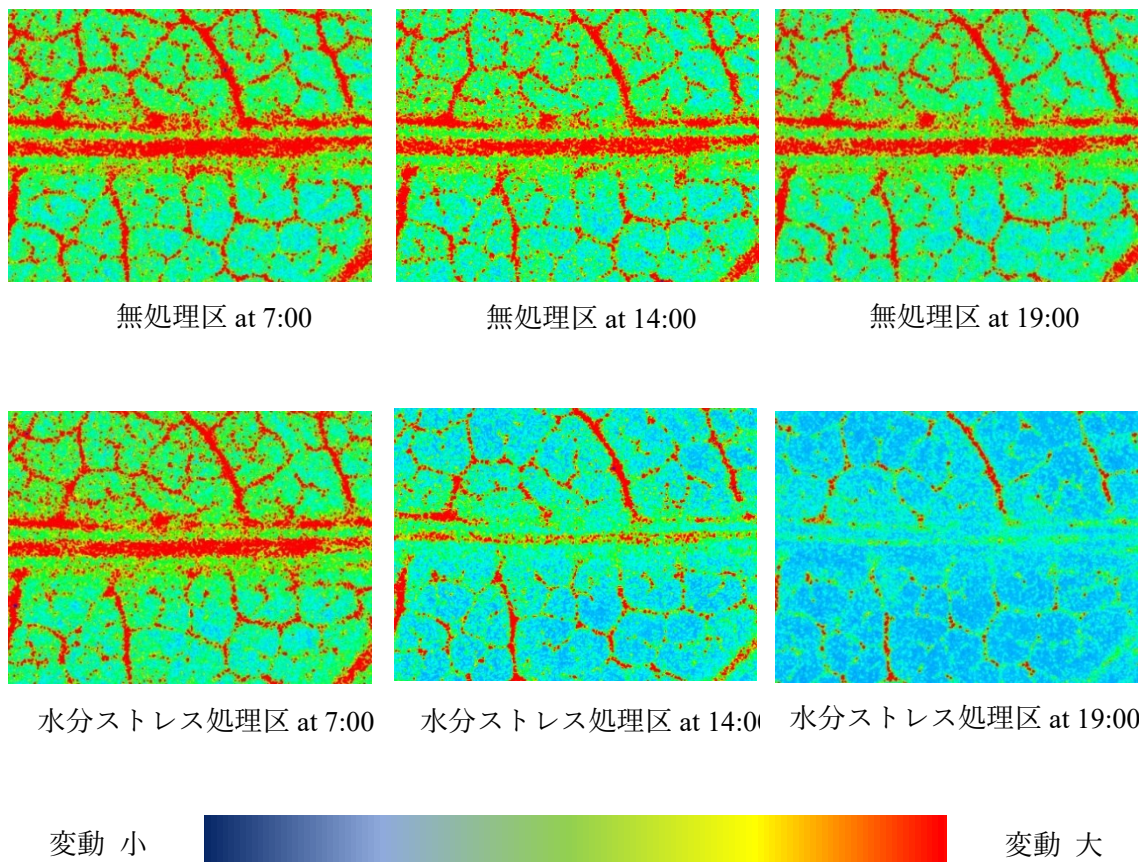 無処理区 at 7:00
無処理区 at 14:00
無処理区 at 19:00
水分ストレス処理区 at 7:00
水分ストレス処理区 at 14:00
水分ストレス処理区 at 19:00
変動 小
変動 大